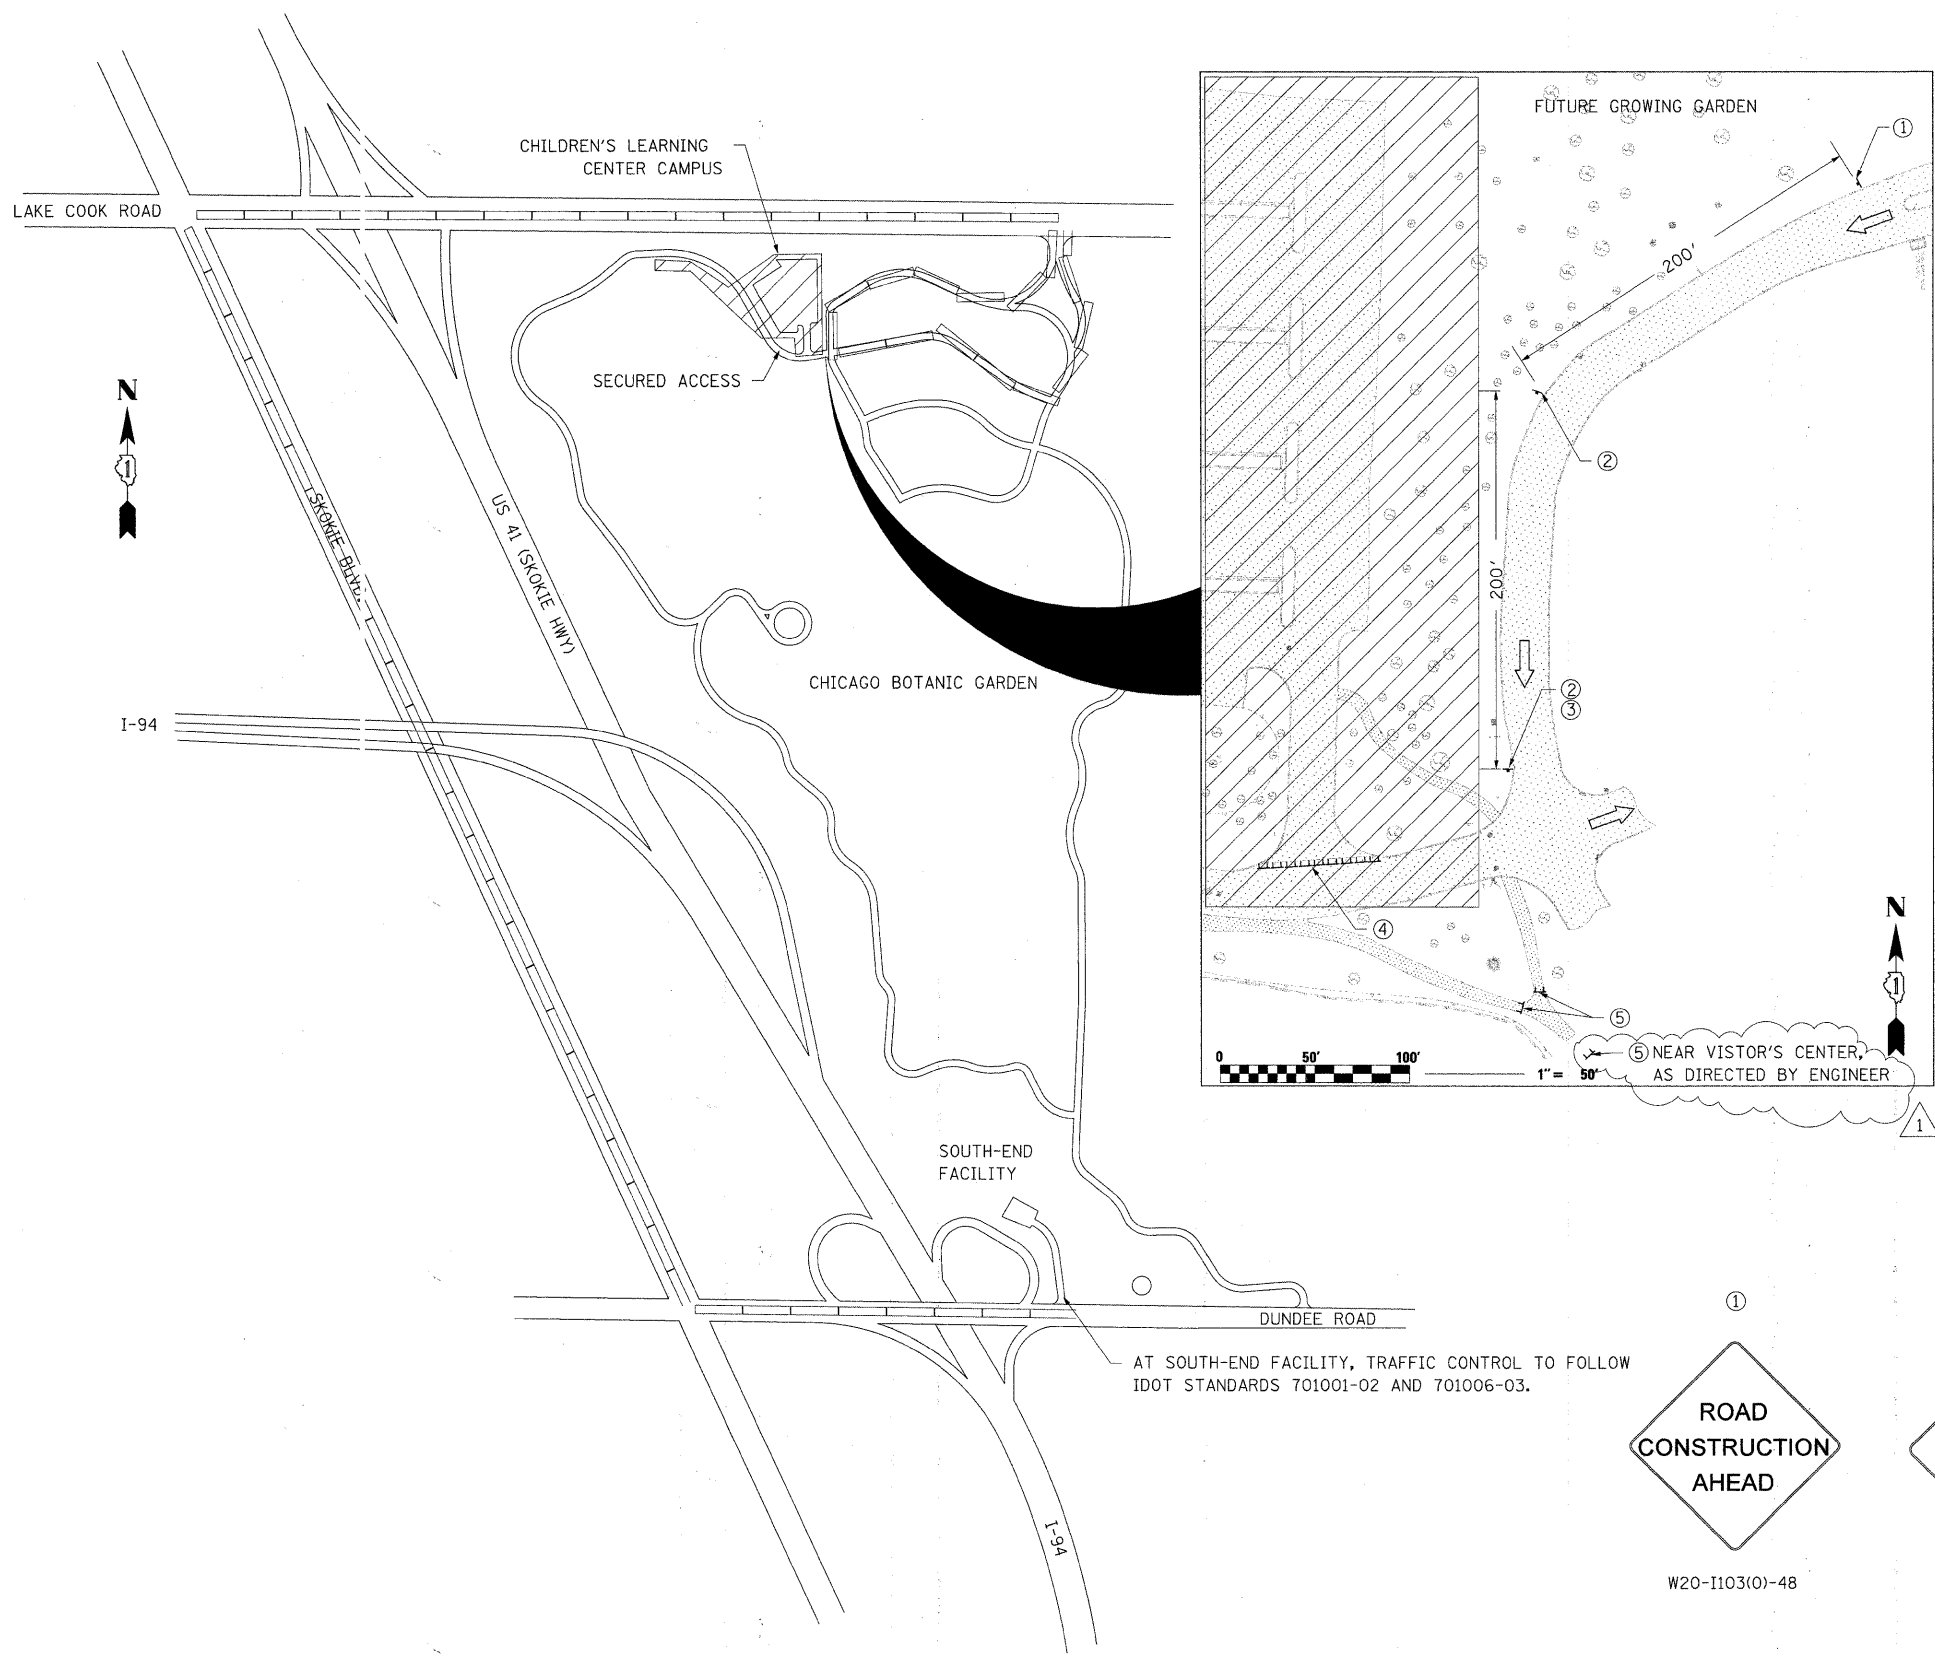 CHILDREN'S LEARNING
CENTER CAMPUS
LAKE COOK ROAD
SECURED ACCESS
N
1
SKOKIE BLVD.
US 41 (SKOKIE HWY)
CHICAGO BOTANIC GARDEN
I-94
SOUTH-END
FACILITY
DUNDEE ROAD
AT SOUTH-END FACILITY, TRAFFIC CONTROL TO FOLLOW
IDOT STANDARDS 701001-02 AND 701006-03.
I-94
FUTURE GROWING GARDEN
1
200'
2
200'
2
3
4
N
1
5
5 NEAR VISTOR'S CENTER,
AS DIRECTED BY ENGINEER
0 50' 100'
1"= 50'
1
1
ROAD
CONSTRUCTION
AHEAD
W20-I103(O)-48